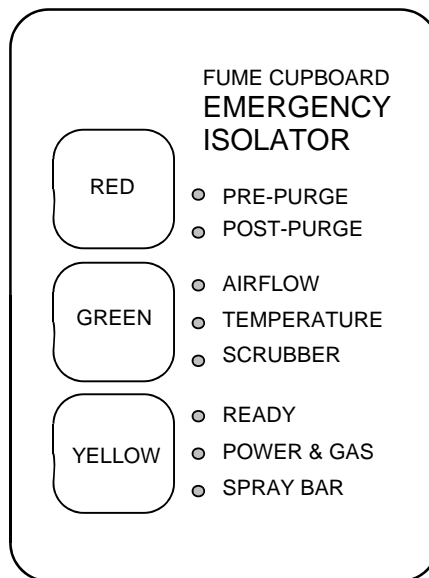 FUME CUPBOARD
EMERGENCY
ISOLATOR
RED
PRE-PURGE
POST-PURGE
GREEN
AIRFLOW
TEMPERATURE
SCRUBBER
YELLOW
READY
POWER & GAS
SPRAY BAR